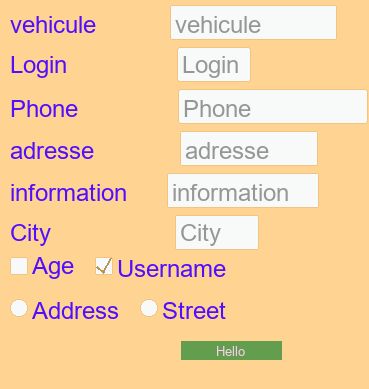 vehicule vehicule
Login Login
Phone Phone
adresse adresse
information information
City City
Age Username
Address Street
Hello